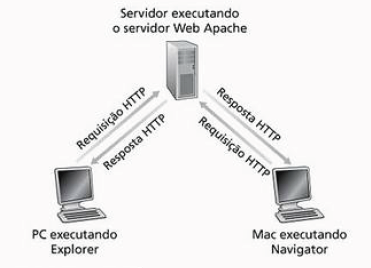 Servidor executando
o servidor Web Apache
Requisição HTTP
Resposta HTTP
Resposta HTTP
Requisição HTTP
PC executando
Explorer
Mac executando
Navigator